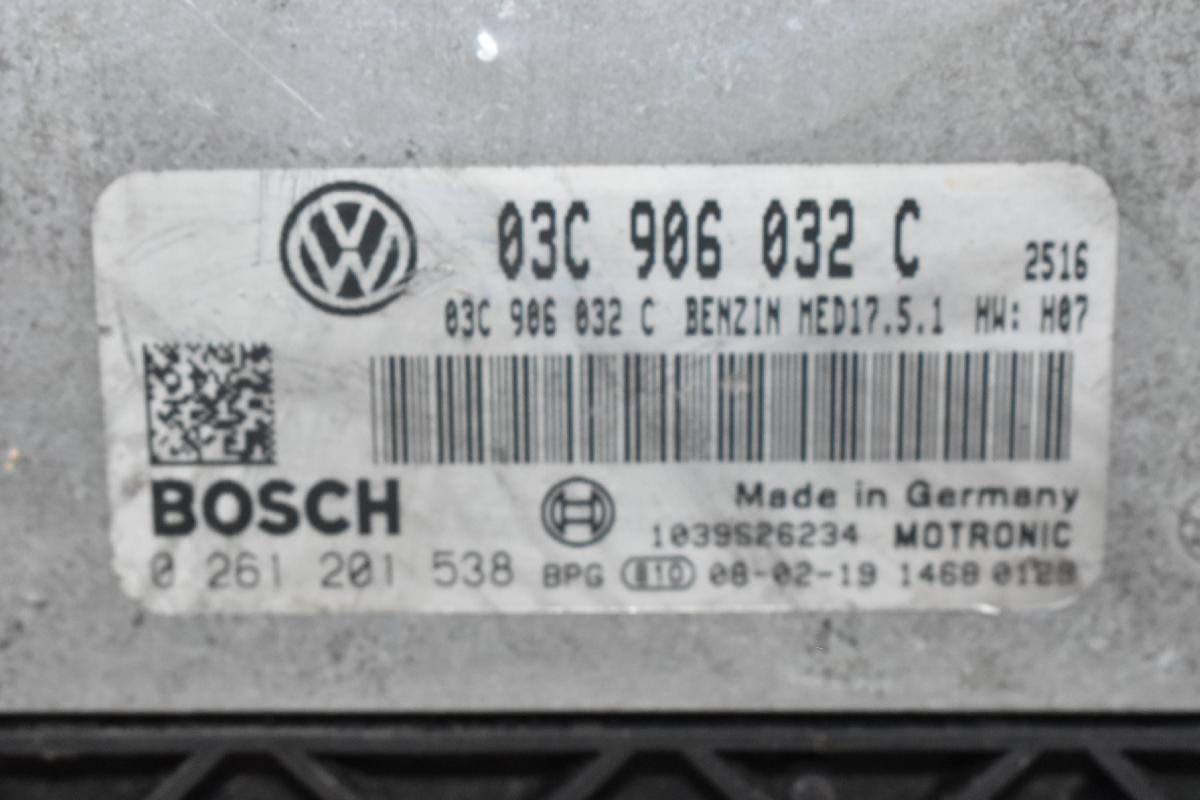 03C 906 032 C
2516
03C 906 032 C BENZIN MED17.5.1 HW: H07
BOSCH
Made in Germany
1039S26234 MOTRONIC
0 261 201 538 BPG 810 08-02-19 1468 0129